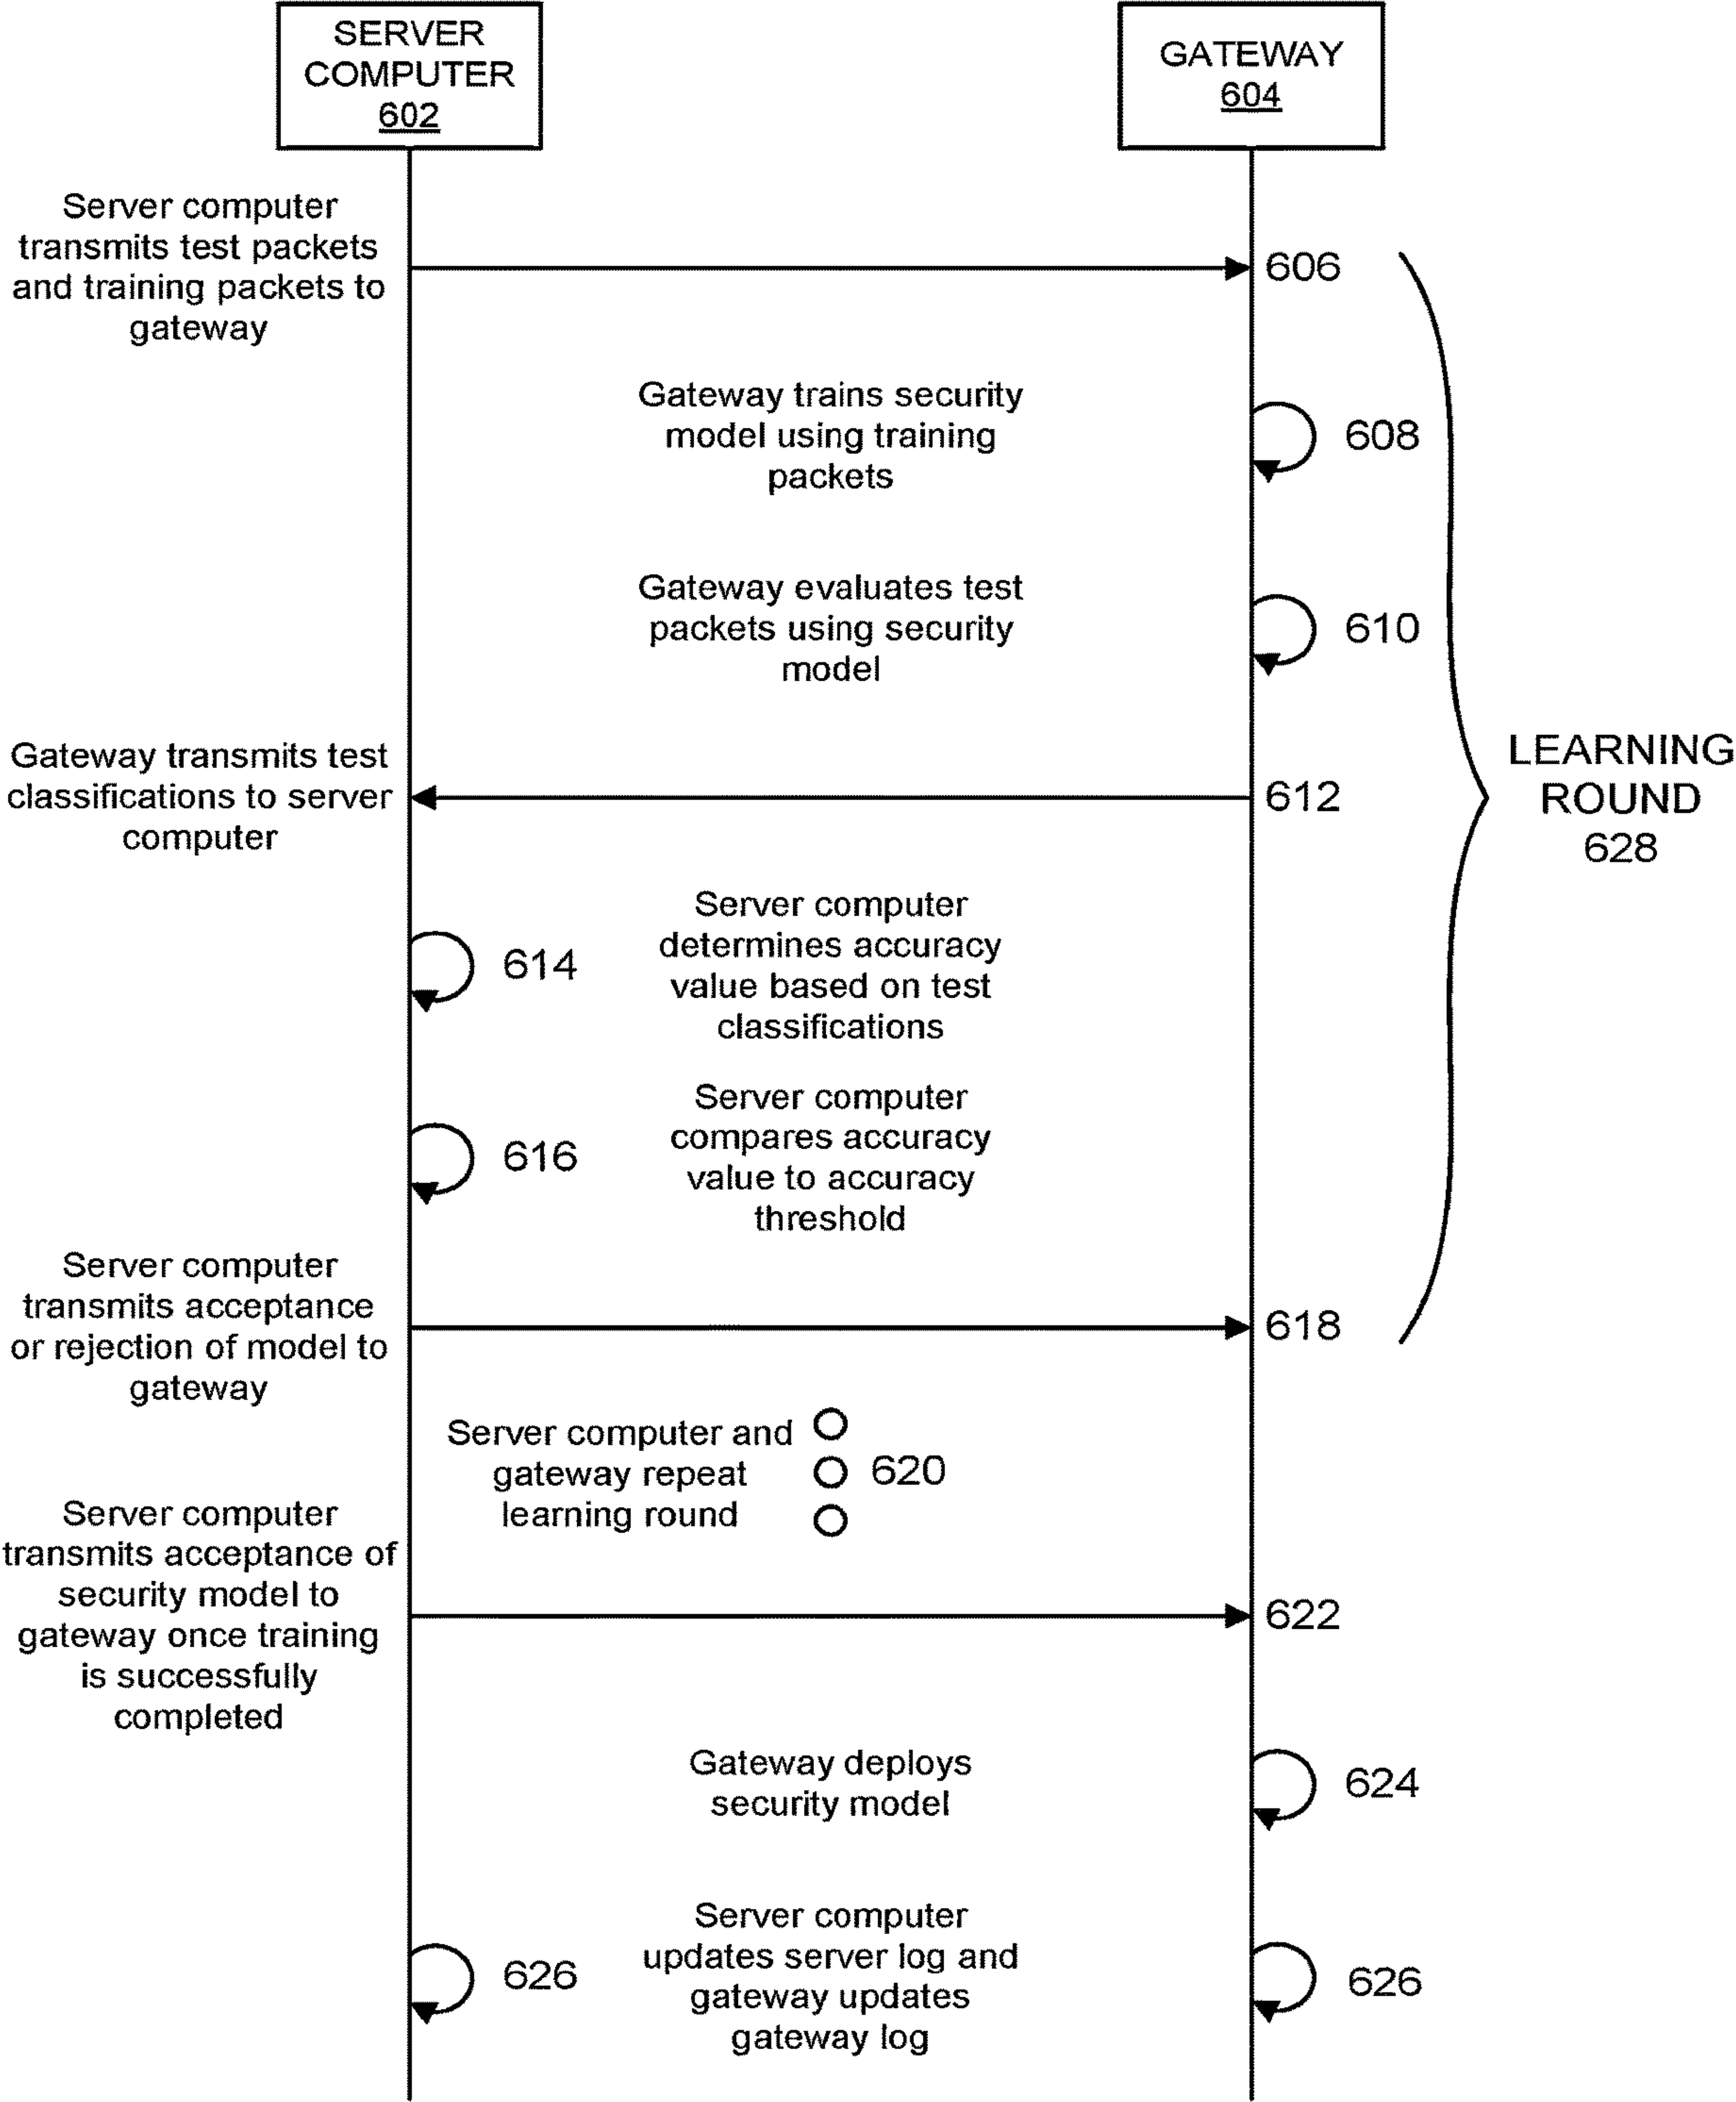 SERVER
COMPUTER
602
GATEWAY
604
Server computer
transmits test packets
and training packets to
gateway
606
Gateway trains security
model using training
packets
608
Gateway evaluates test
packets using security
model
610
Gateway transmits test
classifications to server
computer
612
LEARNING
ROUND
628
614
Server computer
determines accuracy
value based on test
classifications
616
Server computer
compares accuracy
value to accuracy
threshold
Server computer
transmits acceptance
or rejection of model to
gateway
618
Server computer and
gateway repeat
learning round
620
Server computer
transmits acceptance of
security model to
gateway once training
is successfully
completed
622
Gateway deploys
security model
624
626
Server computer
updates server log and
gateway updates
gateway log
626